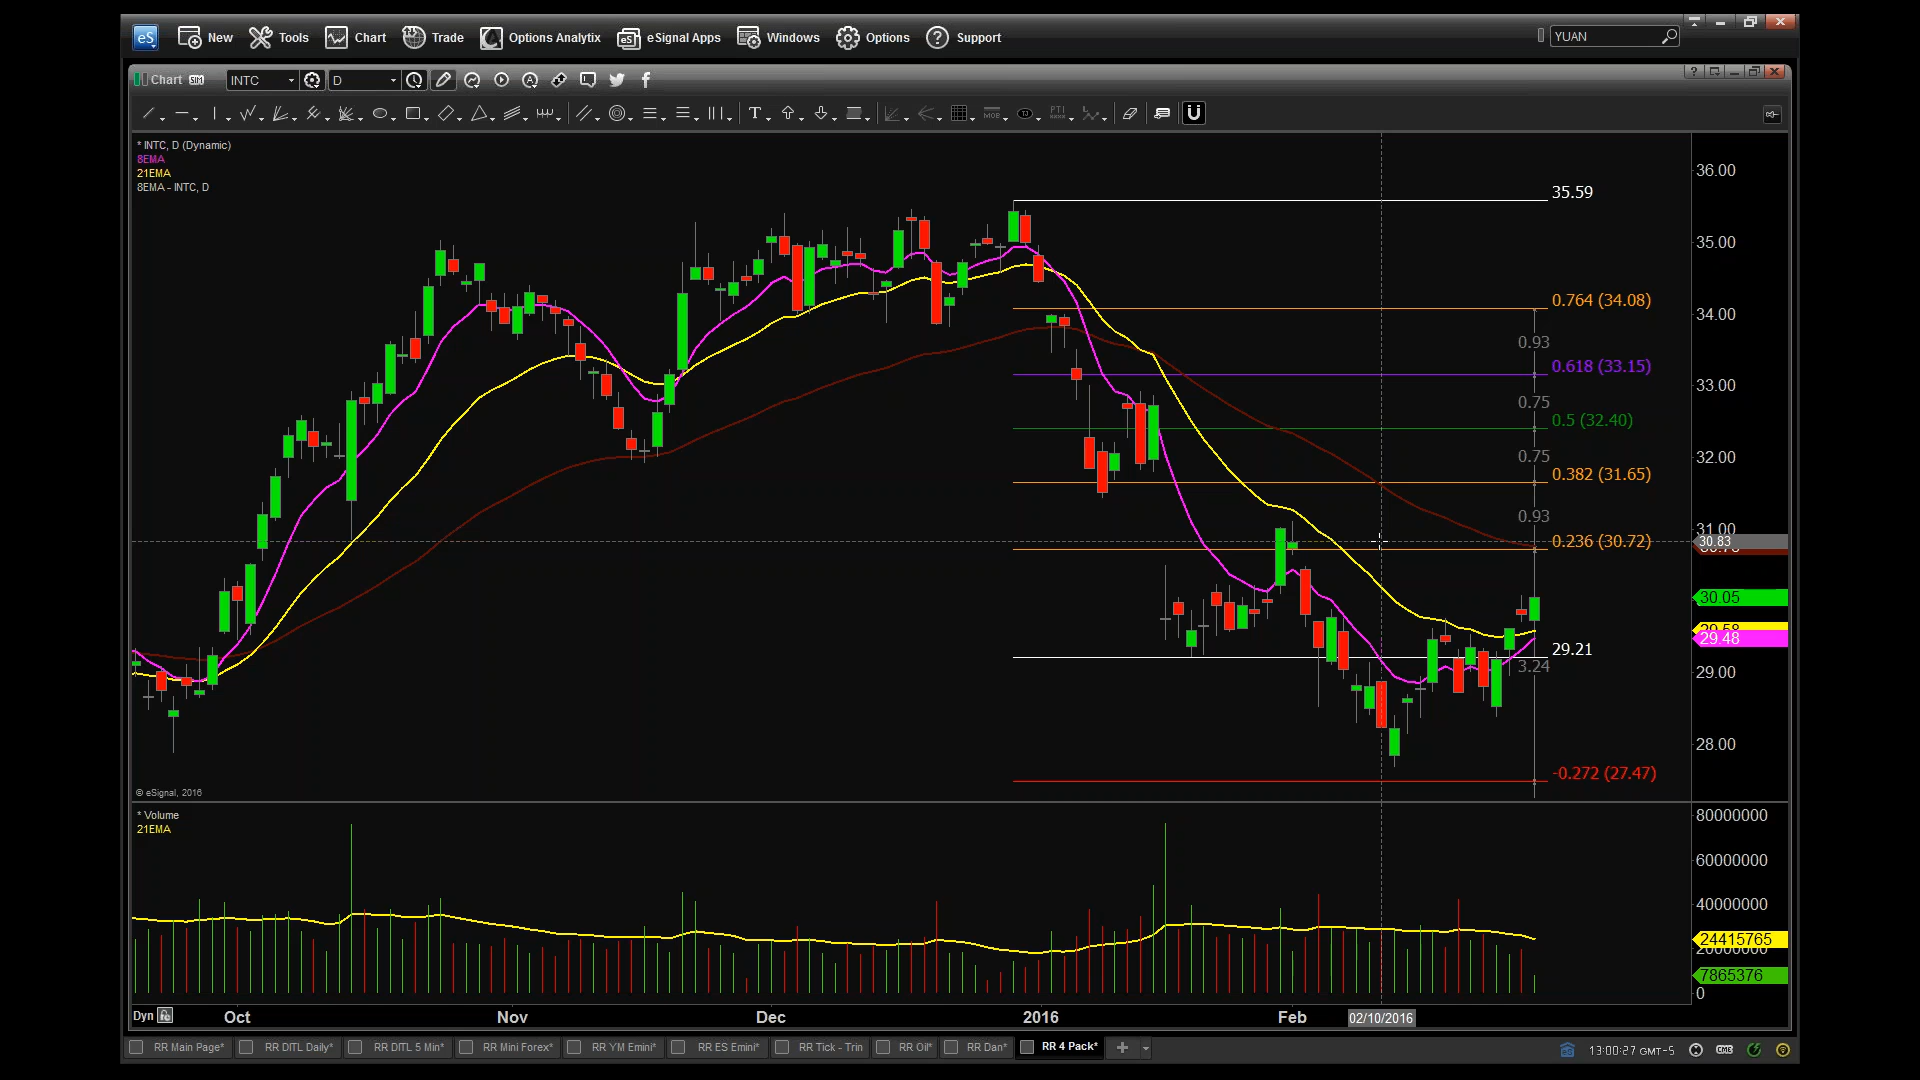 eS New Tools Chart Trade Options Analytix eSignal Apps Windows Options ? Support YUAN
Chart SIM INTC D
* INTC, D (Dynamic)
8EMA
21EMA
8EMA - INTC, D
36.00
35.59
35.00
0.764 (34.08)
34.00
0.93
0.618 (33.15)
33.00
0.75
0.5 (32.40)
0.75
32.00
0.382 (31.65)
0.93
31.00
0.236 (30.72)
30.83
30.05
29.58
29.48
29.21
3.24
29.00
28.00
-0.272 (27.47)
© eSignal, 2016
* Volume
21EMA
80000000
60000000
40000000
24415765
20000000
7865376
0
Dyn Oct Nov Dec 2016 Feb 02/10/2016
RR Main Page* RR DITL Daily* RR DITL 5 Min* RR Mini Forex* RR YM Emini* RR ES Emini* RR Tick - Trin RR Oil* RR Dan* RR 4 Pack* + 13:00:27 GMT-5 CME